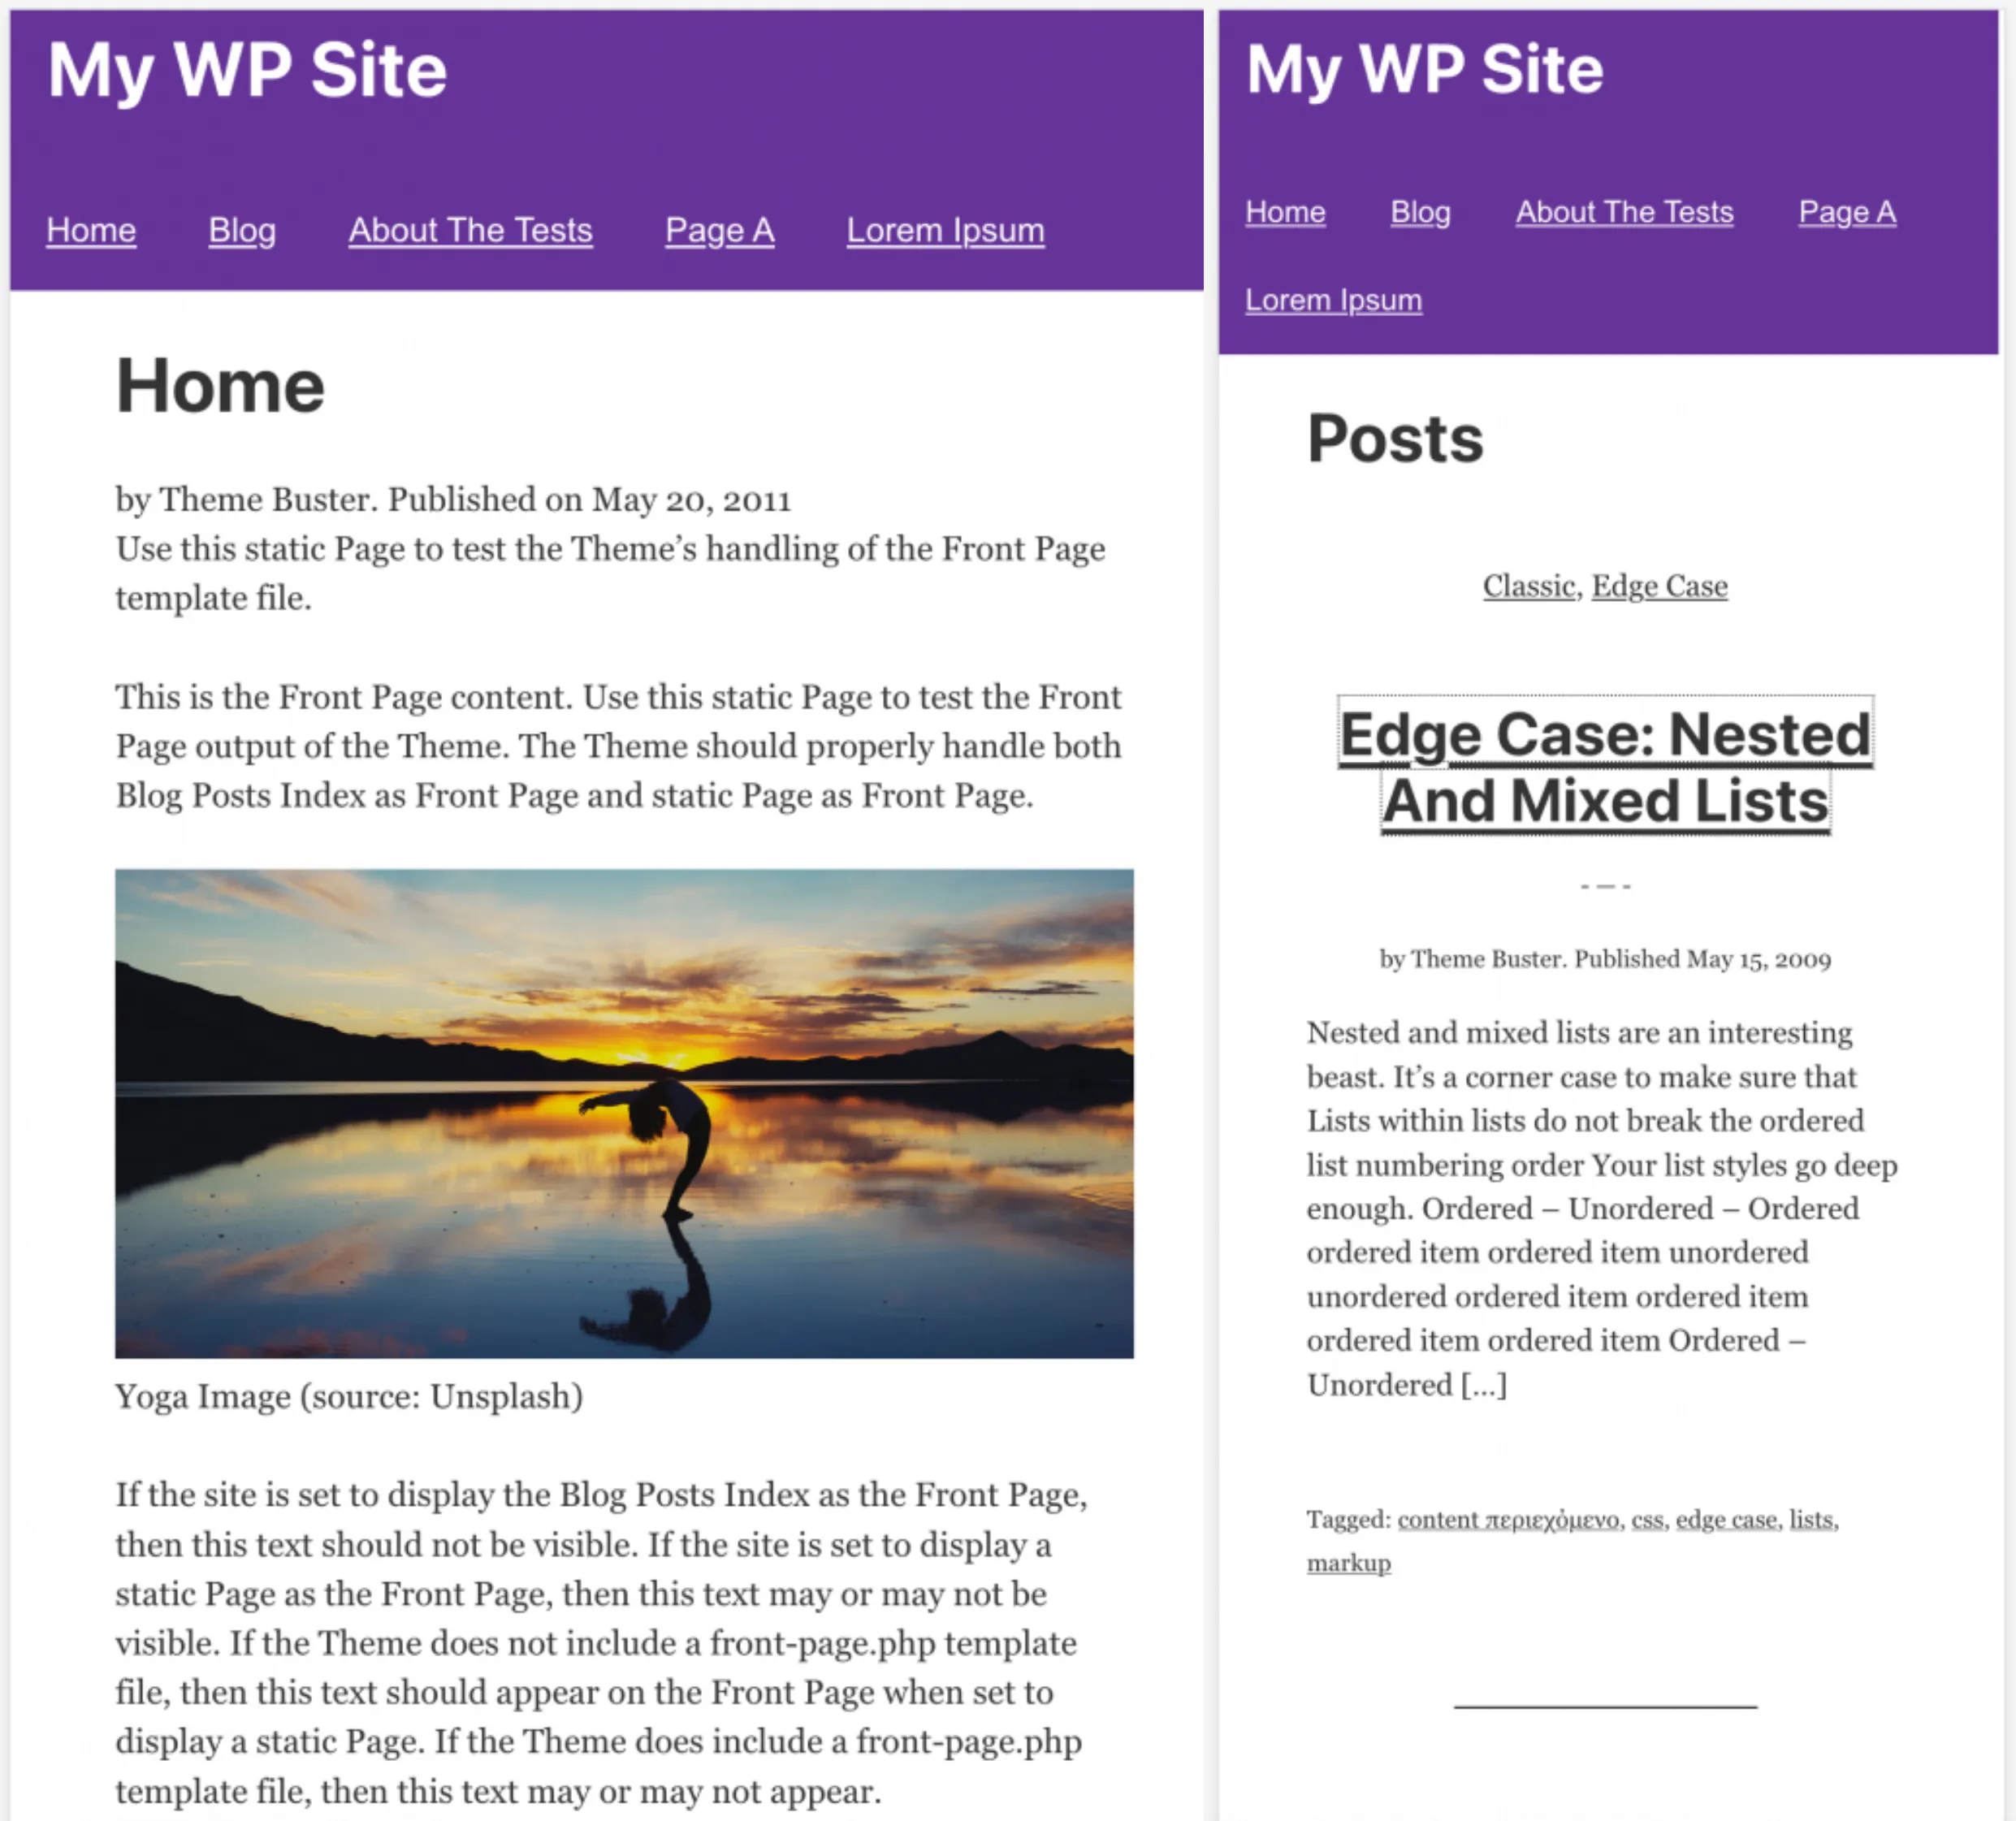 My WP Site
Home Blog About The Tests Page A Lorem Ipsum
Home
by Theme Buster. Published on May 20, 2011
Use this static Page to test the Theme’s handling of the Front Page
template file.
This is the Front Page content. Use this static Page to test the Front
Page output of the Theme. The Theme should properly handle both
Blog Posts Index as Front Page and static Page as Front Page.
Yoga Image (source: Unsplash)
If the site is set to display the Blog Posts Index as the Front Page,
then this text should not be visible. If the site is set to display a
static Page as the Front Page, then this text may or may not be
visible. If the Theme does not include a front-page.php template
file, then this text should appear on the Front Page when set to
display a static Page. If the Theme does include a front-page.php
template file, then this text may or may not appear.
My WP Site
Home Blog About The Tests Page A
Lorem Ipsum
Posts
Classic, Edge Case
Edge Case: Nested
And Mixed Lists
- — -
by Theme Buster. Published May 15, 2009
Nested and mixed lists are an interesting
beast. It’s a corner case to make sure that
Lists within lists do not break the ordered
list numbering order Your list styles go deep
enough. Ordered – Unordered – Ordered
ordered item ordered item unordered
unordered ordered item ordered item
ordered item ordered item Ordered –
Unordered […]
Tagged: content περιεχόμενο, css, edge case, lists,
markup